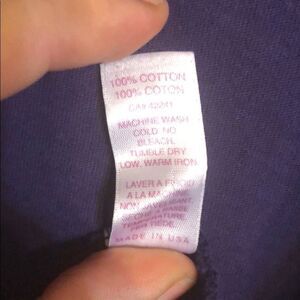 100% COTTON
100% COTON
MACHINE WASH
COLD. NO
BLEACH.
TUMBLE DRY
LOW, WARM IRON.
LAVER A FROID
A LA MACHINE.
TEMPERATURE
MADE IN USA